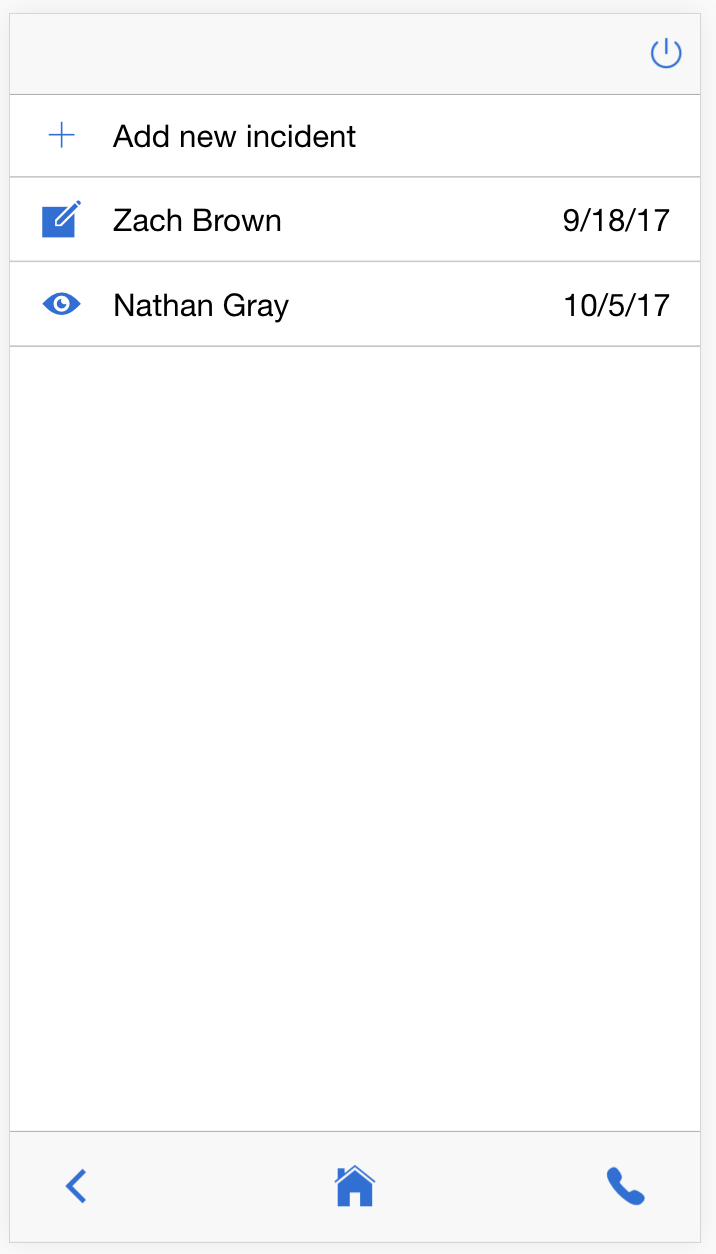 Add new incident
Zach Brown 9/18/17
Nathan Gray 10/5/17